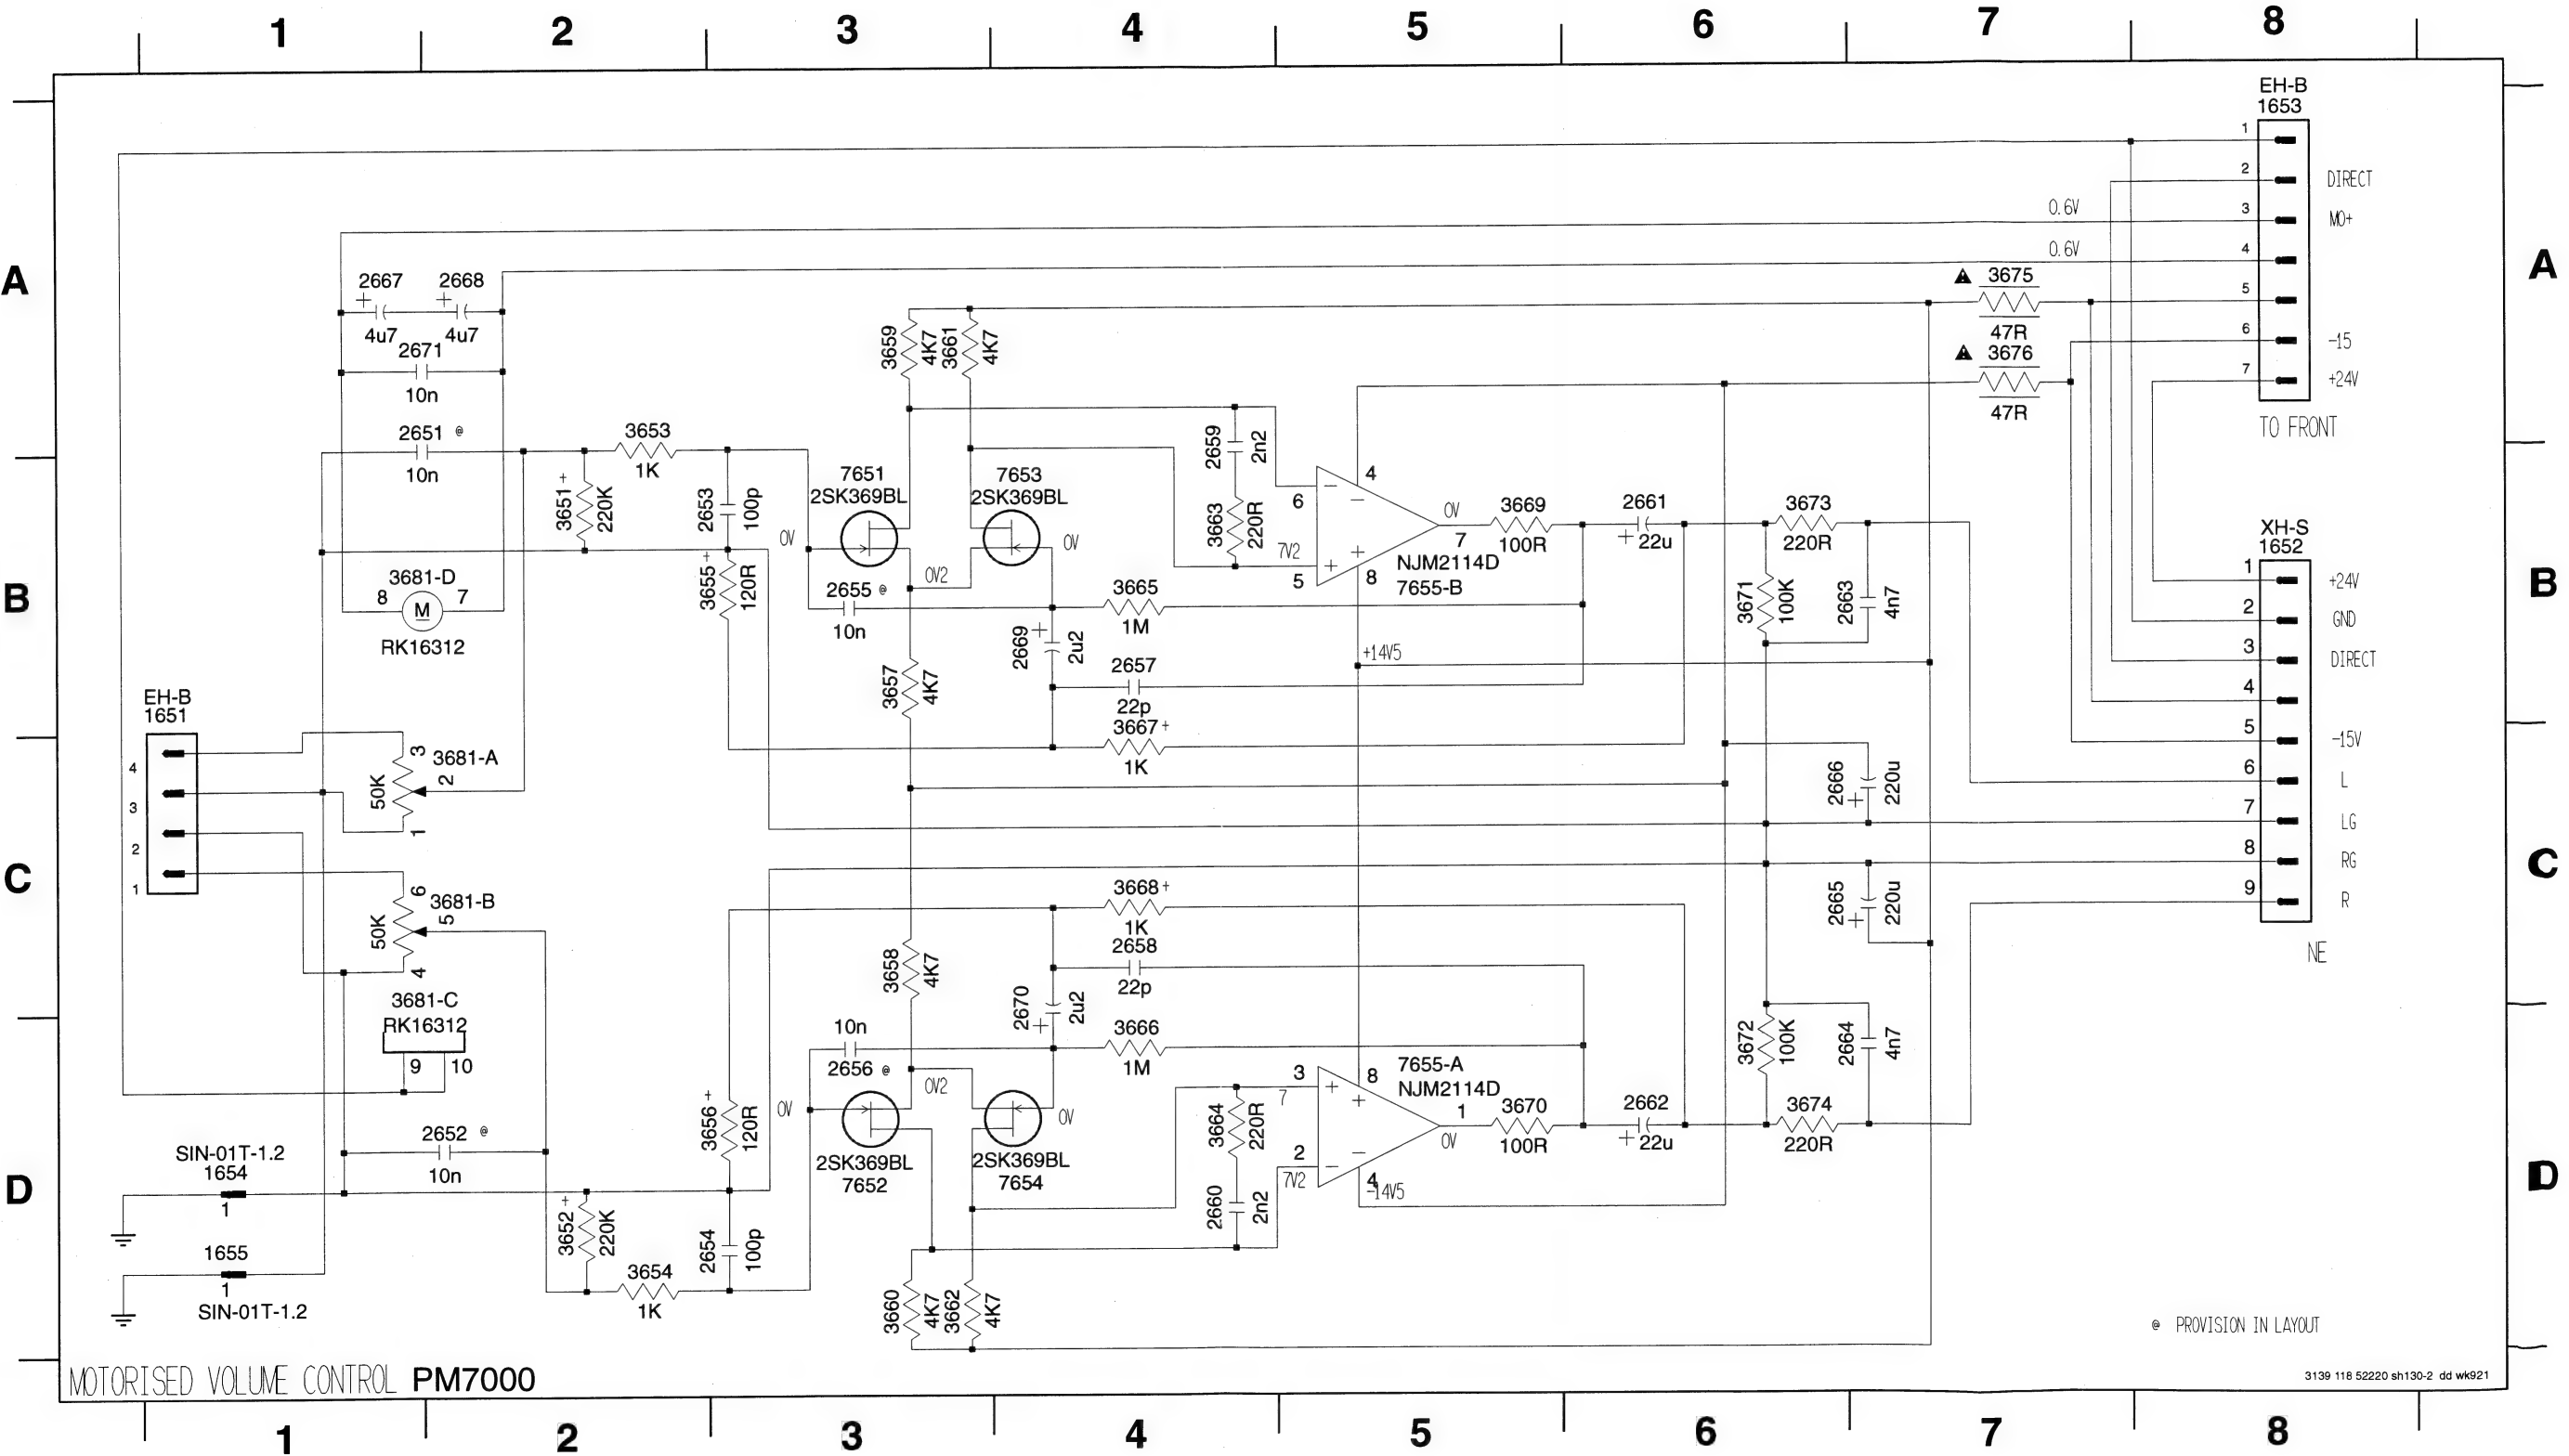 1 2 3 4 5 6 7 8
EH-B
1653
1
2 DIRECT
0.6V 3 MO+
0.6V 4
A A
2667 2668
+ +
4u7 4u7
3675
5
47R
6 -15
2671
10n
3659 4K7 3661 4K7
3676
7 +24V
47R
TO FRONT
2651 @
10n
3653
1K
2659 2n2
7651
2SK369BL
7653
2SK369BL
3651 + 220K
2653 100p
4
6
3663 220R
0V
7
3669
100R
2661
+ 22u
3673
220R
XH-S
1652
0V
0V
7V2
5
8
NJM2114D
7655-B
1 +24V
B B
3681-D
8 M 7
RK16312
3655 + 120R
0V2
2655 @
10n
3665
1M
3671 100K
2663 4n7
2 GND
2669 + 2u2
+14V5
3 DIRECT
3657 4K7
2657
22p
4
EH-B
1651
3667 +
1K
5 -15V
4
3
2
1
3
3681-A
2
50K
1
2666 + 220u
6 L
7 LG
C C
8 RG
6
3681-B
5
50K
4
3668 +
1K
2665 + 220u
9 R
2658
22p
NE
3658 4K7
3681-C
RK16312
9 10
2670 + 2u2
10n
2656 @
3666
1M
3672 100K
2664 4n7
7655-A
NJM2114D
3
7
8
0V2
3656 + 120R
0V
0V
3664 220R
1
0V
3670
100R
2662
+ 22u
3674
220R
2652 @
10n
2SK369BL
7652
2SK369BL
7654
2
7V2
4
-14V5
SIN-01T-1.2
1654
1
D D
3652 + 220K
2654 100p
2660 2n2
1655
1
SIN-01T-1.2
3654
1K
3660 4K7 3662 4K7
@ PROVISION IN LAYOUT
MOTORISED VOLUME CONTROL PM7000
3139 118 52220 sh130-2 dd wk921
1 2 3 4 5 6 7 8